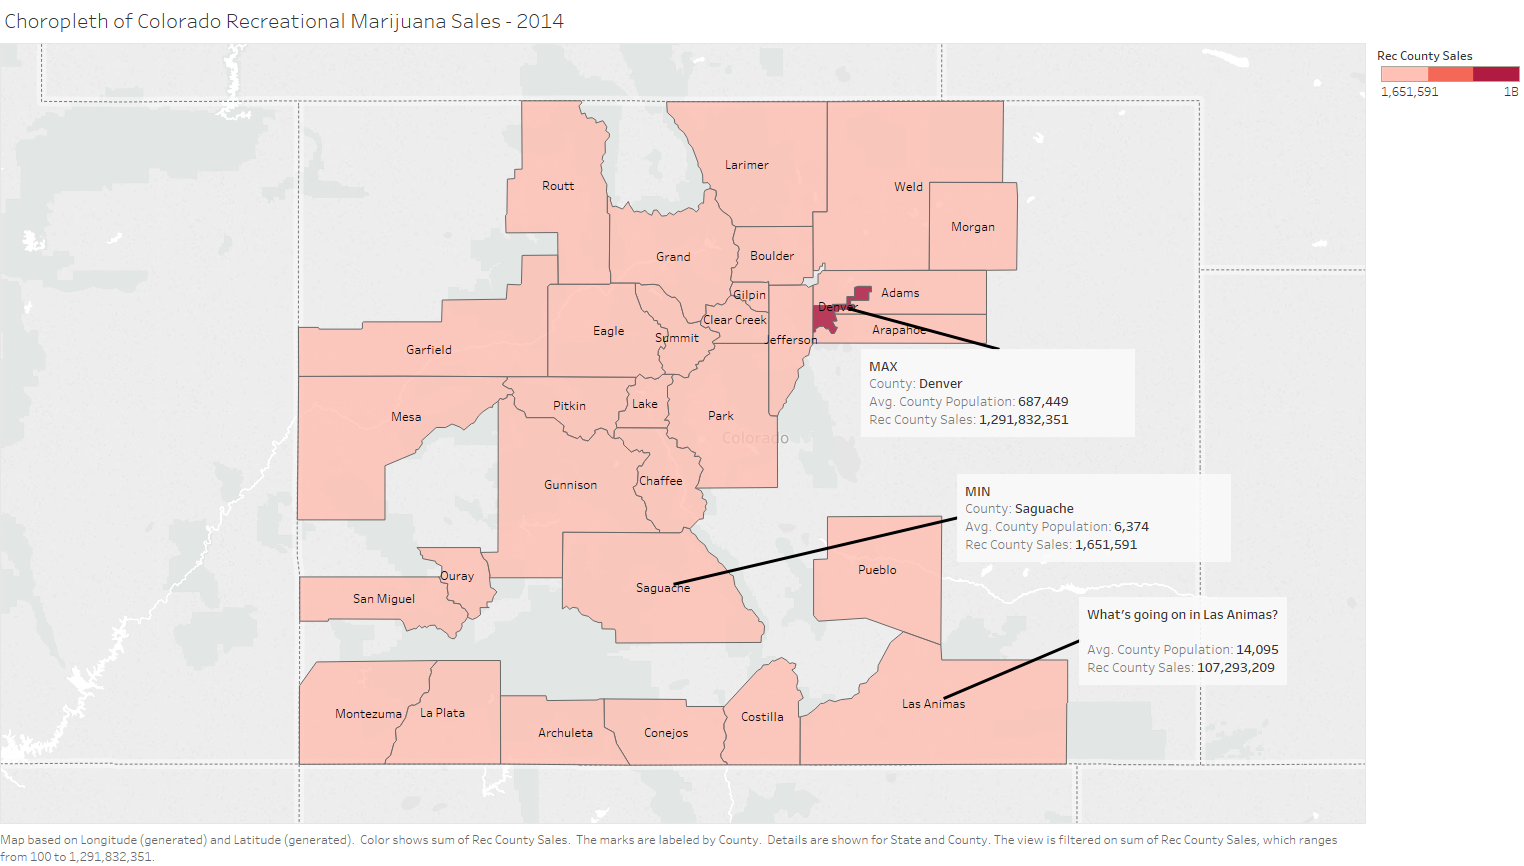 Choropleth of Colorado Recreational Marijuana Sales - 2014
Rec County Sales
1,651,591 1B
Larimer
Routt
Weld
Morgan
Grand
Boulder
Gilpin
Adams
Denver
Clear Creek
Eagle
Summit
Jefferson
Arapahoe
Garfield
MAX
County: Denver
Avg. County Population: 687,449
Rec County Sales: 1,291,832,351
Pitkin
Lake
Mesa
Park
Colorado
Gunnison
Chaffee
MIN
County: Saguache
Avg. County Population: 6,374
Rec County Sales: 1,651,591
Pueblo
Ouray
Saguache
San Miguel
What's going on in Las Animas?
Avg. County Population: 14,095
Rec County Sales: 107,293,209
Las Animas
Montezuma
La Plata
Costilla
Archuleta
Conejos
Map based on Longitude (generated) and Latitude (generated).  Color shows sum of Rec County Sales.  The marks are labeled by County.  Details are shown for State and County. The view is filtered on sum of Rec County Sales, which ranges
from 100 to 1,291,832,351.